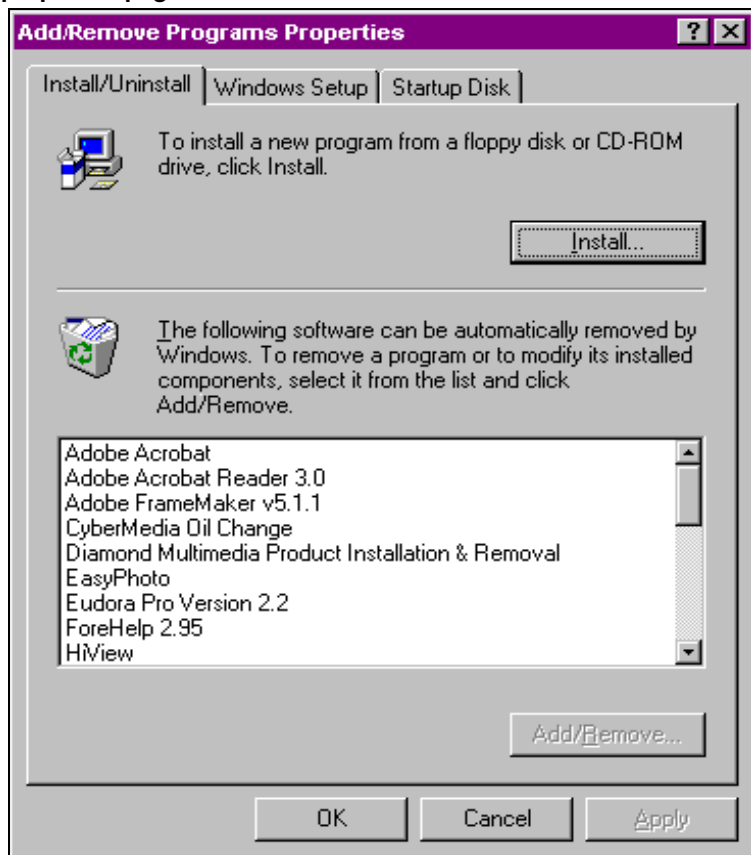 Add/Remove Programs Properties
Install/Uninstall Windows Setup Startup Disk
To install a new program from a floppy disk or CD-ROM
drive, click Install.
Install...
The following software can be automatically removed by
Windows. To remove a program or to modify its installed
components, select it from the list and click
Add/Remove.
Adobe Acrobat
Adobe Acrobat Reader 3.0
Adobe FrameMaker v5.1.1
CyberMedia Oil Change
Diamond Multimedia Product Installation & Removal
EasyPhoto
Eudora Pro Version 2.2
ForeHelp 2.95
HiView
Add/Remove...
OK Cancel Apply